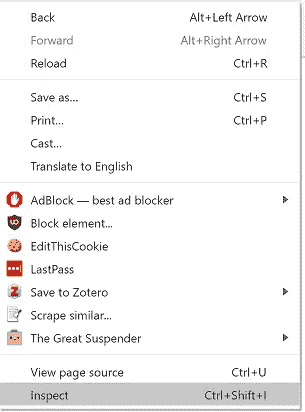 Back Alt+Left Arrow
Forward Alt+Right Arrow
Reload Ctrl+R
Save as... Ctrl+S
Print... Ctrl+P
Cast...
Translate to English
AdBlock — best ad blocker
Block element...
EditThisCookie
LastPass
Save to Zotero
Scrape similar...
The Great Suspender
View page source Ctrl+U
Inspect Ctrl+Shift+I